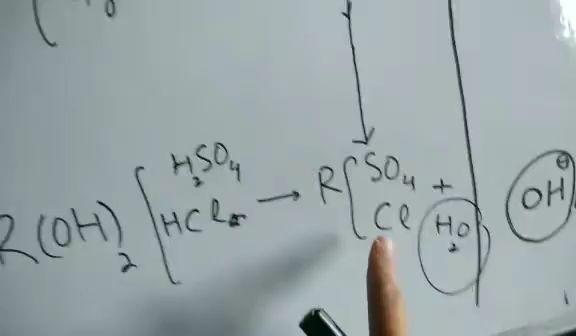 H₂SO₄ SO₄ +
R(OH)₂ HCl → R Cl H₂O OH⊖